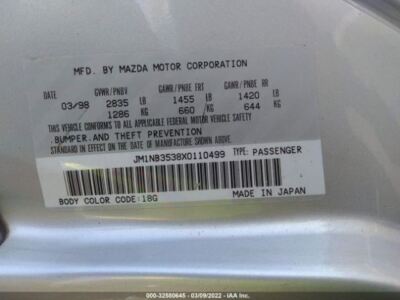 MFD. BY MAZDA MOTOR CORPORATION
DATE GVWR/PNBV GAWR/PNBE FRT GAWR/PNBE RR
03/98 2835 LB 1455 LB 1420 LB
1286 KG 660 KG 644 KG
THIS VEHICLE CONFORMS TO ALL APPLICABLE FEDERAL MOTOR VEHICLE SAFETY
BUMPER, AND THEFT PREVENTION
STANDARD IN EFFECT ON THE DATE OF MANUFACTURE SHOWN ABOVE.
JM1NB3538X0110499 TYPE: PASSENGER
BODY COLOR CODE: 18G MADE IN JAPAN
000-32580645 - 03/09/2022 - IAA Inc.